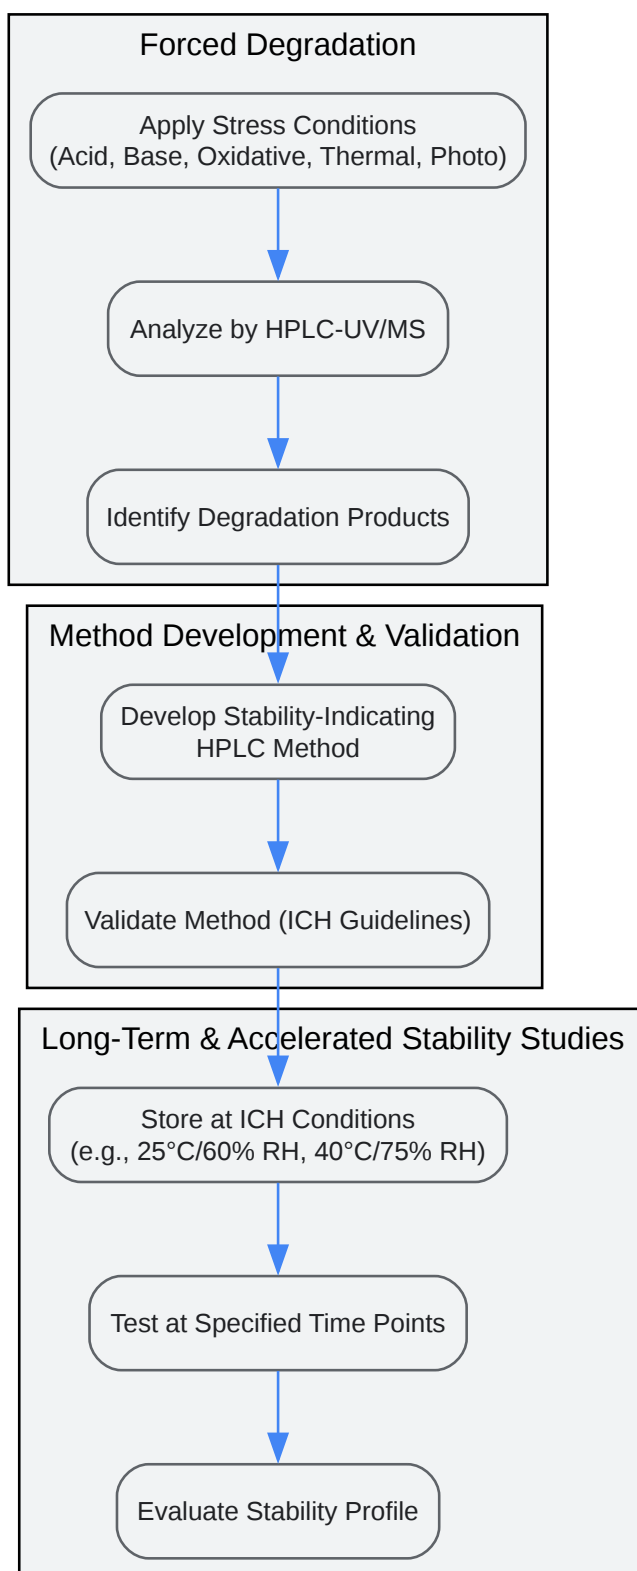 Forced Degradation
Apply Stress Conditions
(Acid, Base, Oxidative, Thermal, Photo)
Analyze by HPLC-UV/MS
Identify Degradation Products
Method Development & Validation
Develop Stability-Indicating
HPLC Method
Validate Method (ICH Guidelines)
Long-Term & Accelerated Stability Studies
Store at ICH Conditions
(e.g., 25°C/60% RH, 40°C/75% RH)
Test at Specified Time Points
Evaluate Stability Profile